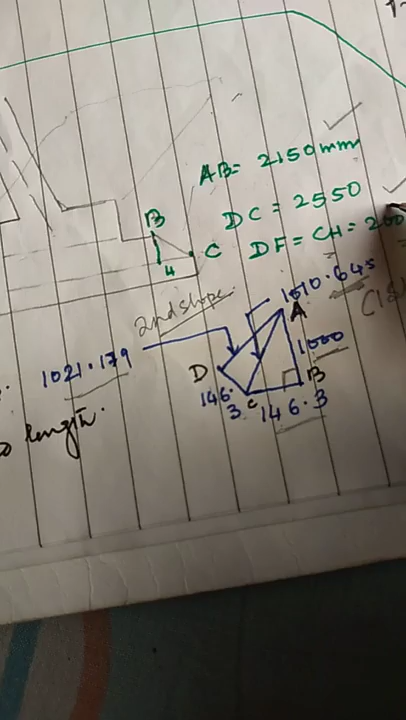 AB = 2150mm
B
DC = 2550
4 C
DF = CH = 200
2nd slope.
1010.645
A
1021.179
1000
D
B
146.3
C
146.3
length.